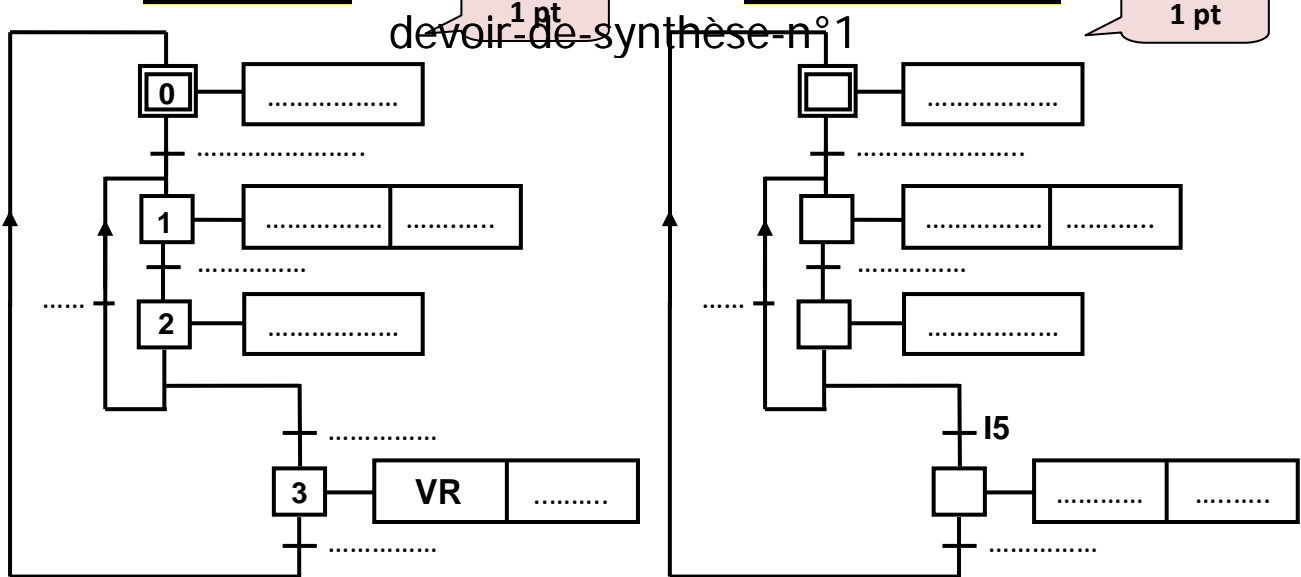 1 pt
1 pt
devoir-de-synthèse-n°1
0 ………………
…………………..
1 ……………. ………..
……………
…… 2 ………………
……………
3 VR ……….
……………
………………
…………………..
……………. ………..
……………
…… ………………
I5
………… ……….
……………